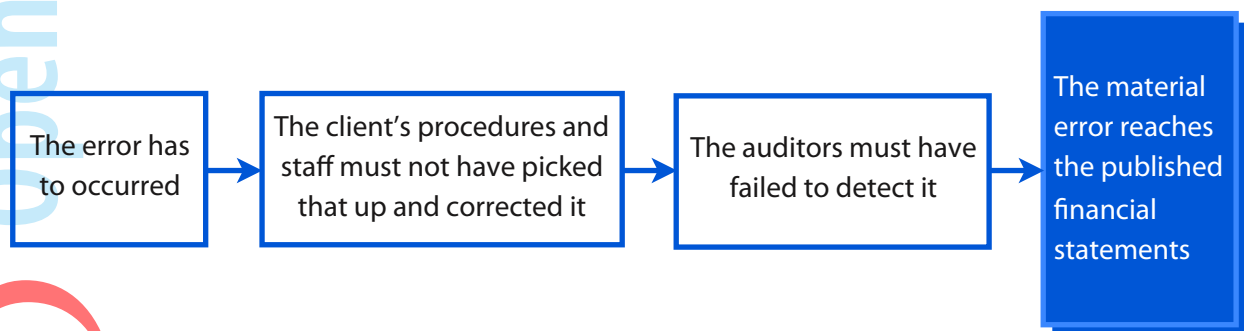 Open
The error has
to occurred
The client’s procedures and
staff must not have picked
that up and corrected it
The auditors must have
failed to detect it
The material
error reaches
the published
financial
statements